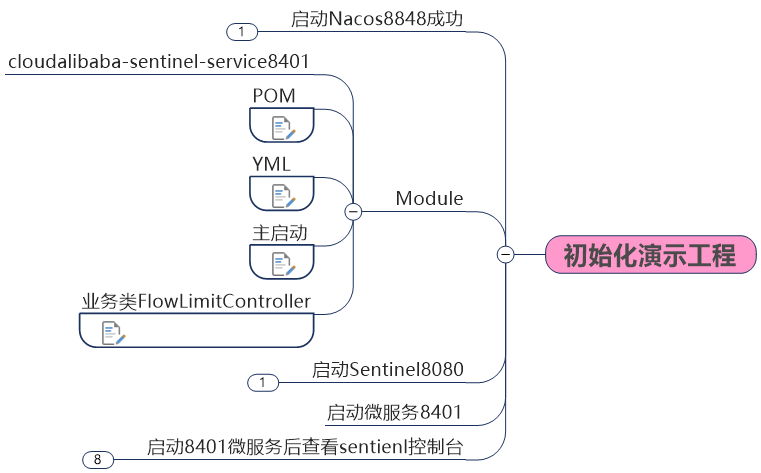 启动Nacos8848成功
1
cloudalibaba-sentinel-service8401
POM
YML
Module
主启动
初始化演示工程
业务类FlowLimitController
启动Sentinel8080
1
启动微服务8401
启动8401微服务后查看sentienl控制台
8